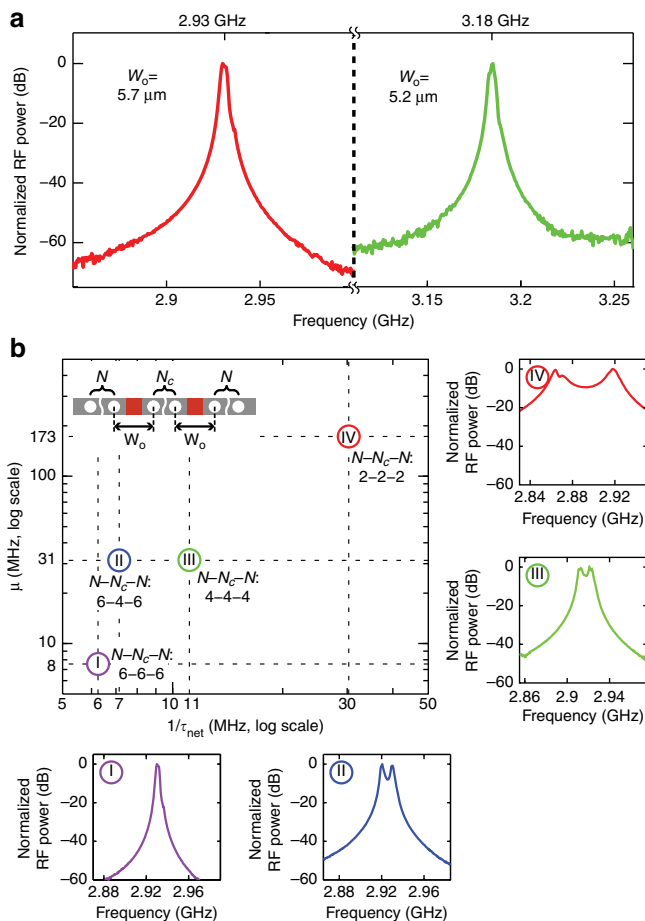 a
2.93 GHz
3.18 GHz
Normalized RF power (dB)
0
−20
−40
−60
Wo=
5.7 μm
Wo=
5.2 μm
2.9
2.95
3.15
3.2
3.25
Frequency (GHz)
b
μ (MHz, log scale)
173
100
31
10
8
N
Nc
N
Wo
Wo
IV
N–Nc–N:
2–2–2
II
N–Nc–N:
6–4–6
III
N–Nc–N:
4–4–4
I
N–Nc–N:
6–6–6
5
6
7
10
11
30
50
1/τnet (MHz, log scale)
IV
Normalized
RF power (dB)
0
−20
−40
−60
2.84
2.88
2.92
Frequency (GHz)
III
Normalized
RF power (dB)
0
−20
−40
−60
2.86
2.9
2.94
Frequency (GHz)
I
Normalized
RF power (dB)
0
−20
−40
−60
2.88
2.92
2.96
Frequency (GHz)
II
Normalized
RF power (dB)
0
−20
−40
−60
2.88
2.92
2.96
Frequency (GHz)